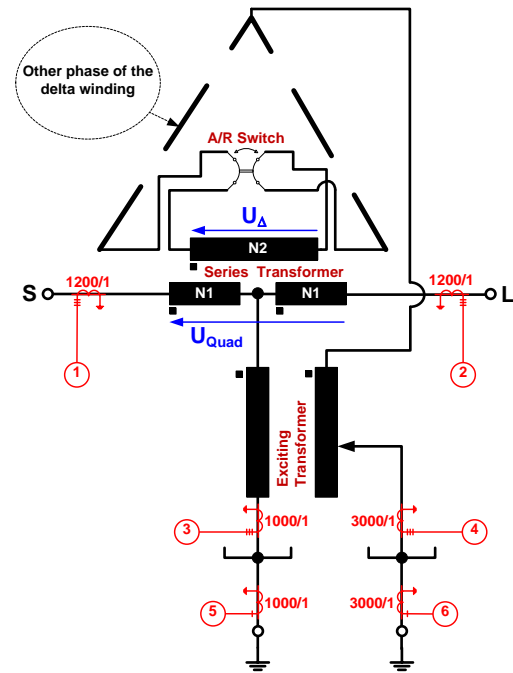 Other phase of the
delta winding
A/R Switch
UΔ
N2
Series Transformer
1200/1
1200/1
S
N1
N1
L
UQuad
1
2
Exciting
Transformer
1000/1
3000/1
3
4
1000/1
3000/1
5
6